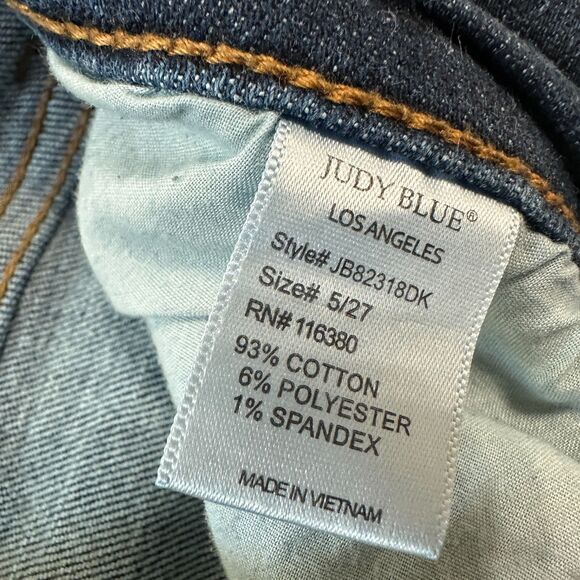 JUDY BLUE®
LOS ANGELES
Style# JB82318DK
Size# 5/27
RN# 116380
93% COTTON
6% POLYESTER
1% SPANDEX
MADE IN VIETNAM